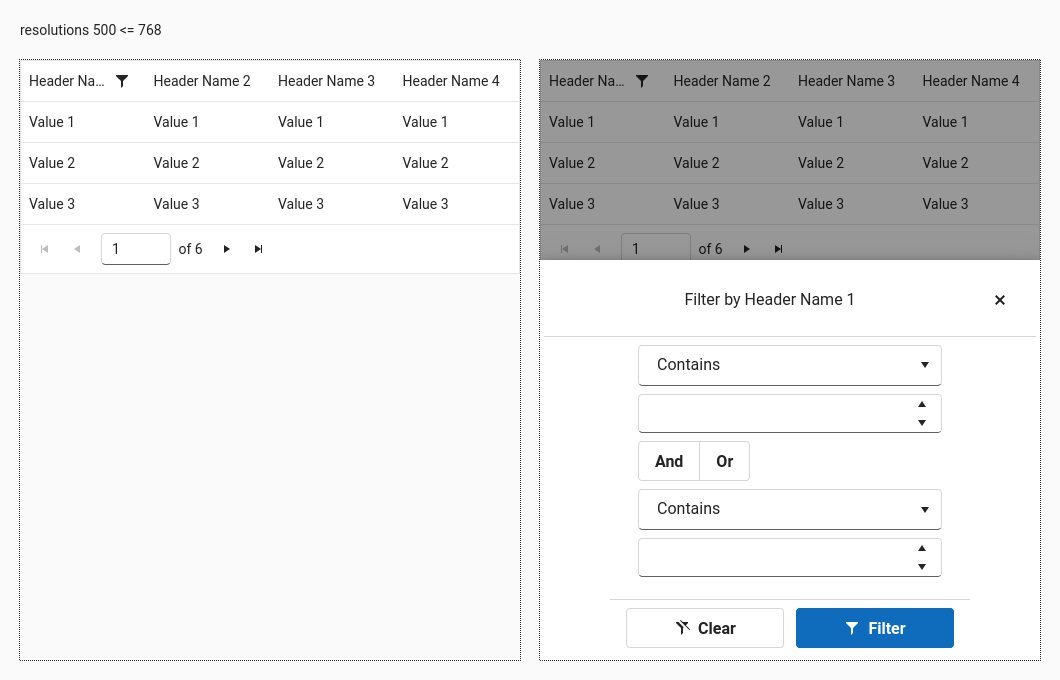 resolutions 500 <= 768
Header Na... Header Name 2 Header Name 3 Header Name 4
Value 1 Value 1 Value 1 Value 1
Value 2 Value 2 Value 2 Value 2
Value 3 Value 3 Value 3 Value 3
1 of 6
Header Na... Header Name 2 Header Name 3 Header Name 4
Value 1 Value 1 Value 1 Value 1
Value 2 Value 2 Value 2 Value 2
Value 3 Value 3 Value 3 Value 3
1 of 6
Filter by Header Name 1
Contains
And Or
Contains
Clear Filter